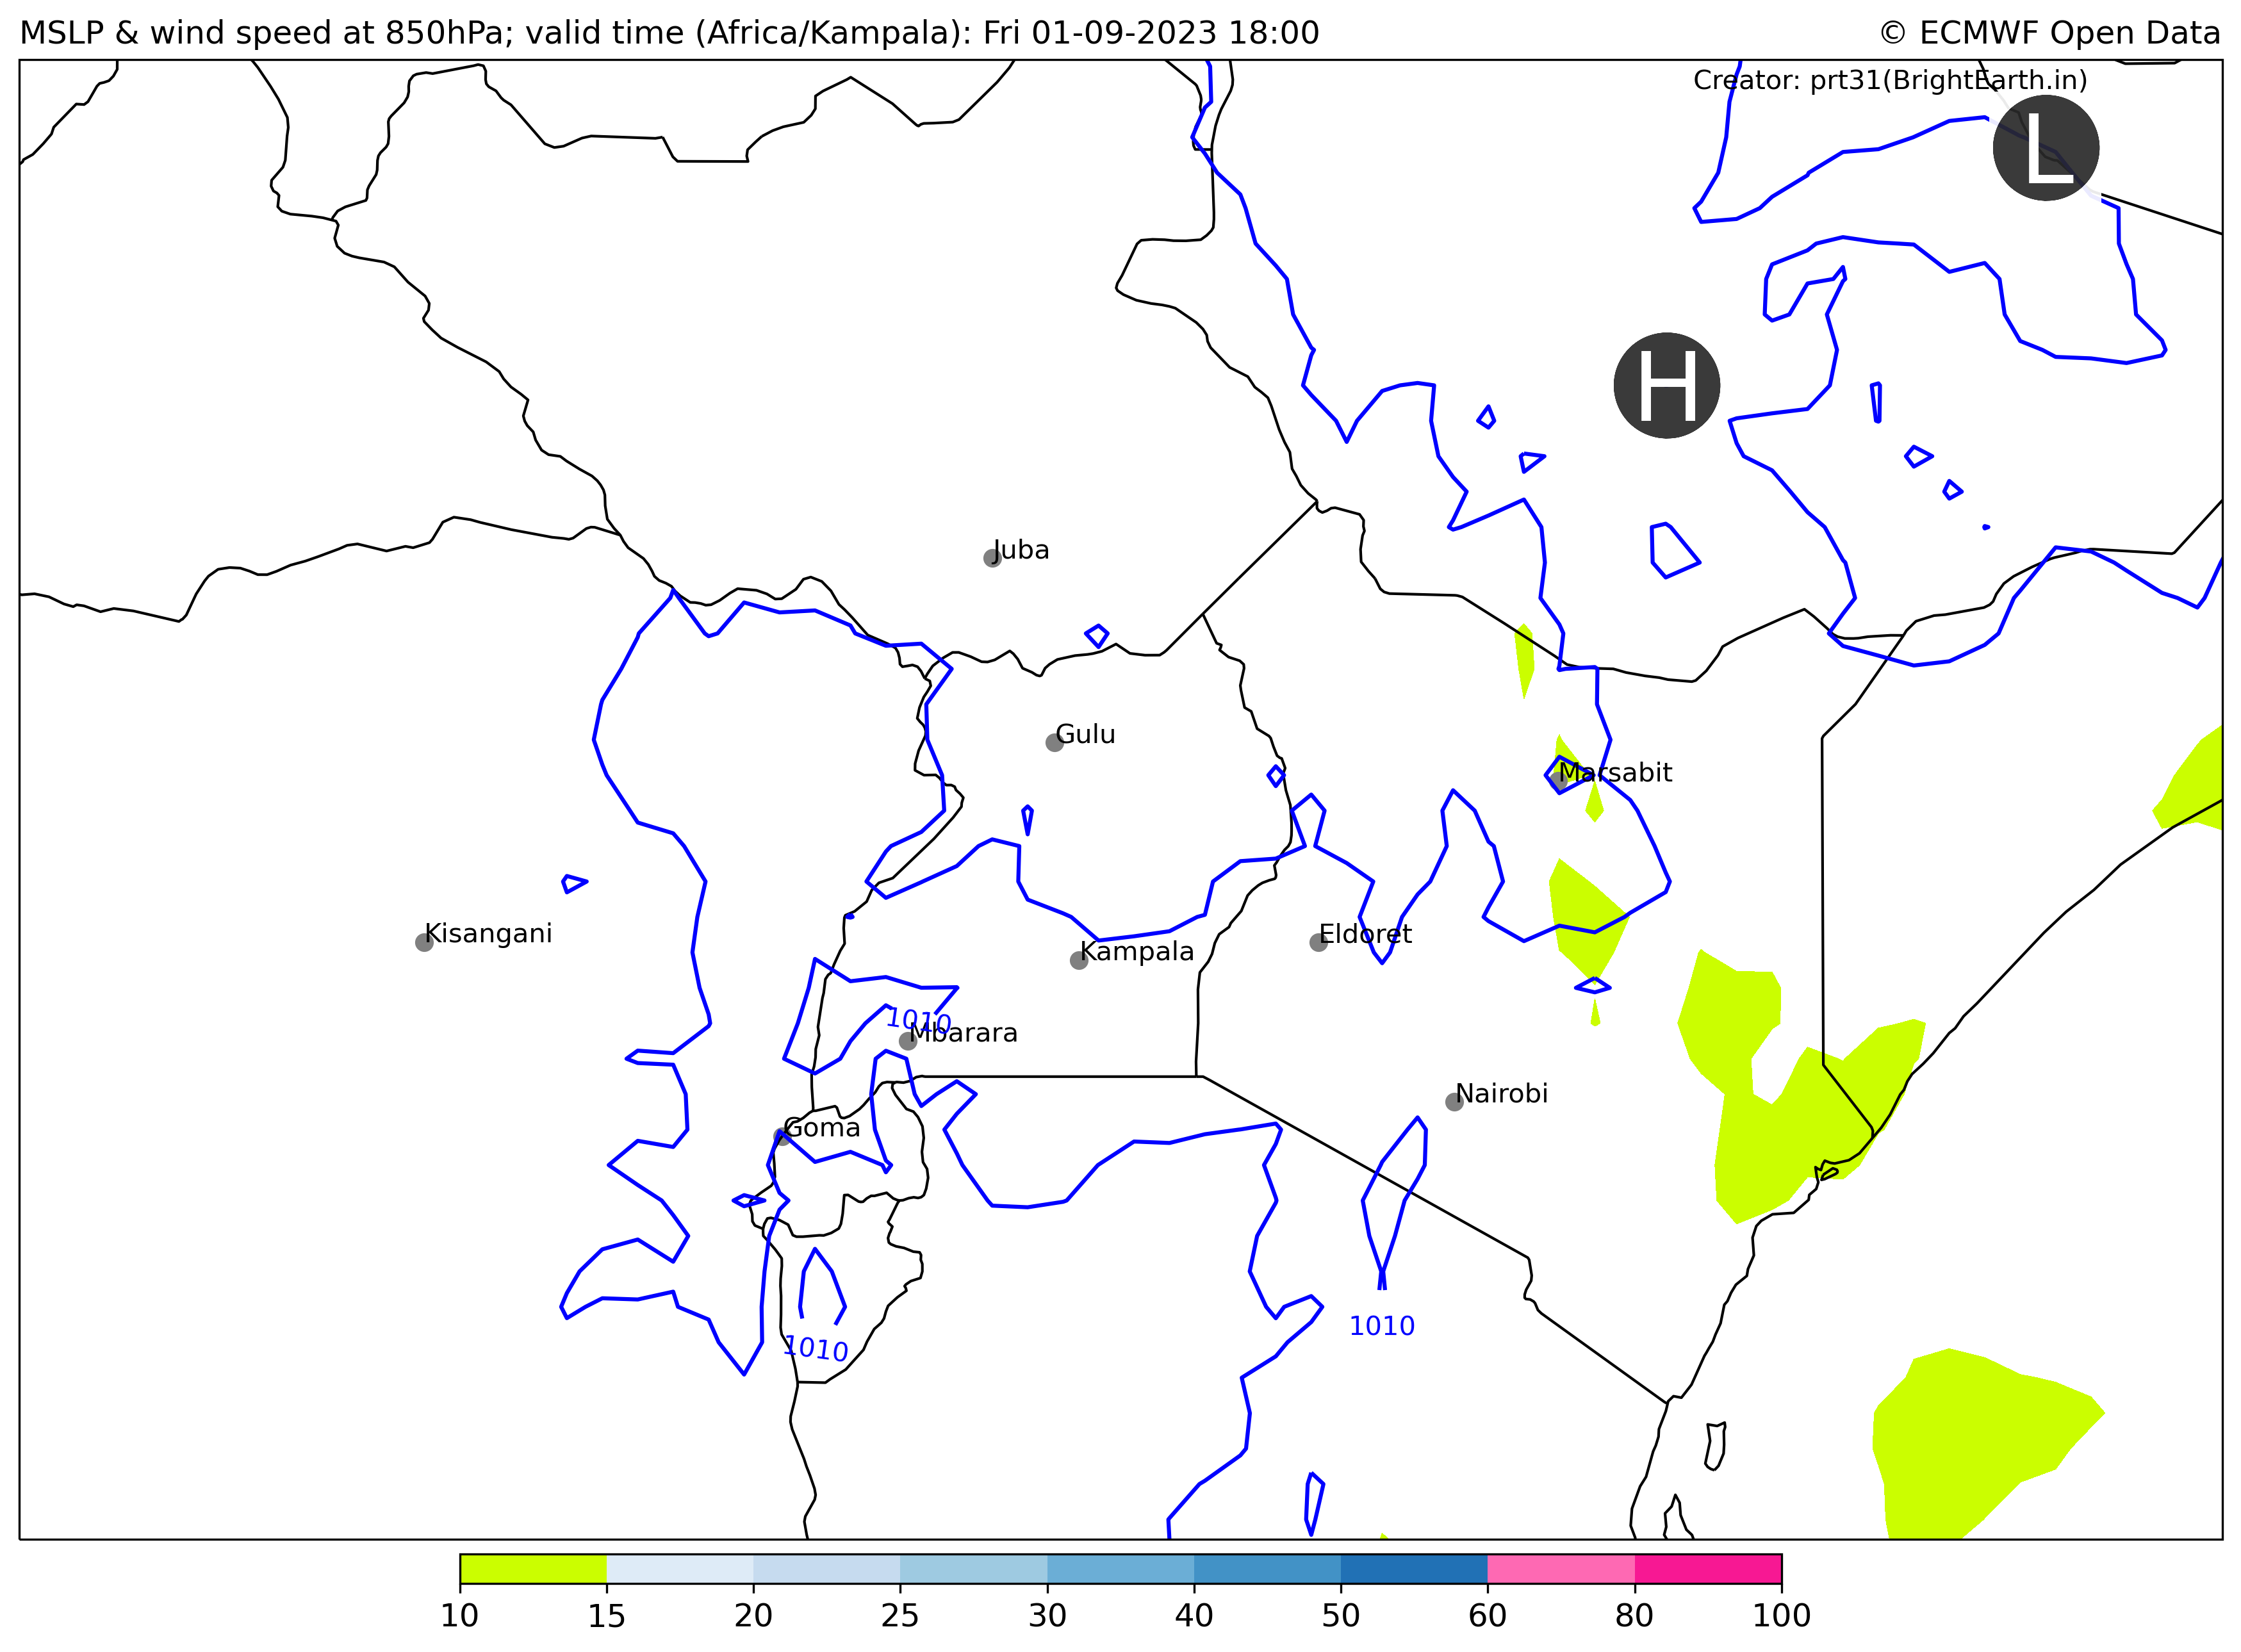 MSLP & wind speed at 850hPa; valid time (Africa/Kampala): Fri 01-09-2023 18:00
© ECMWF Open Data
Creator: prt31(BrightEarth.in)
L
H
Juba
Gulu
Marsabit
Kisangani
Eldoret
Kampala
1010
Mbarara
Nairobi
Goma
1010
1010
10 15 20 25 30 40 50 60 80 100